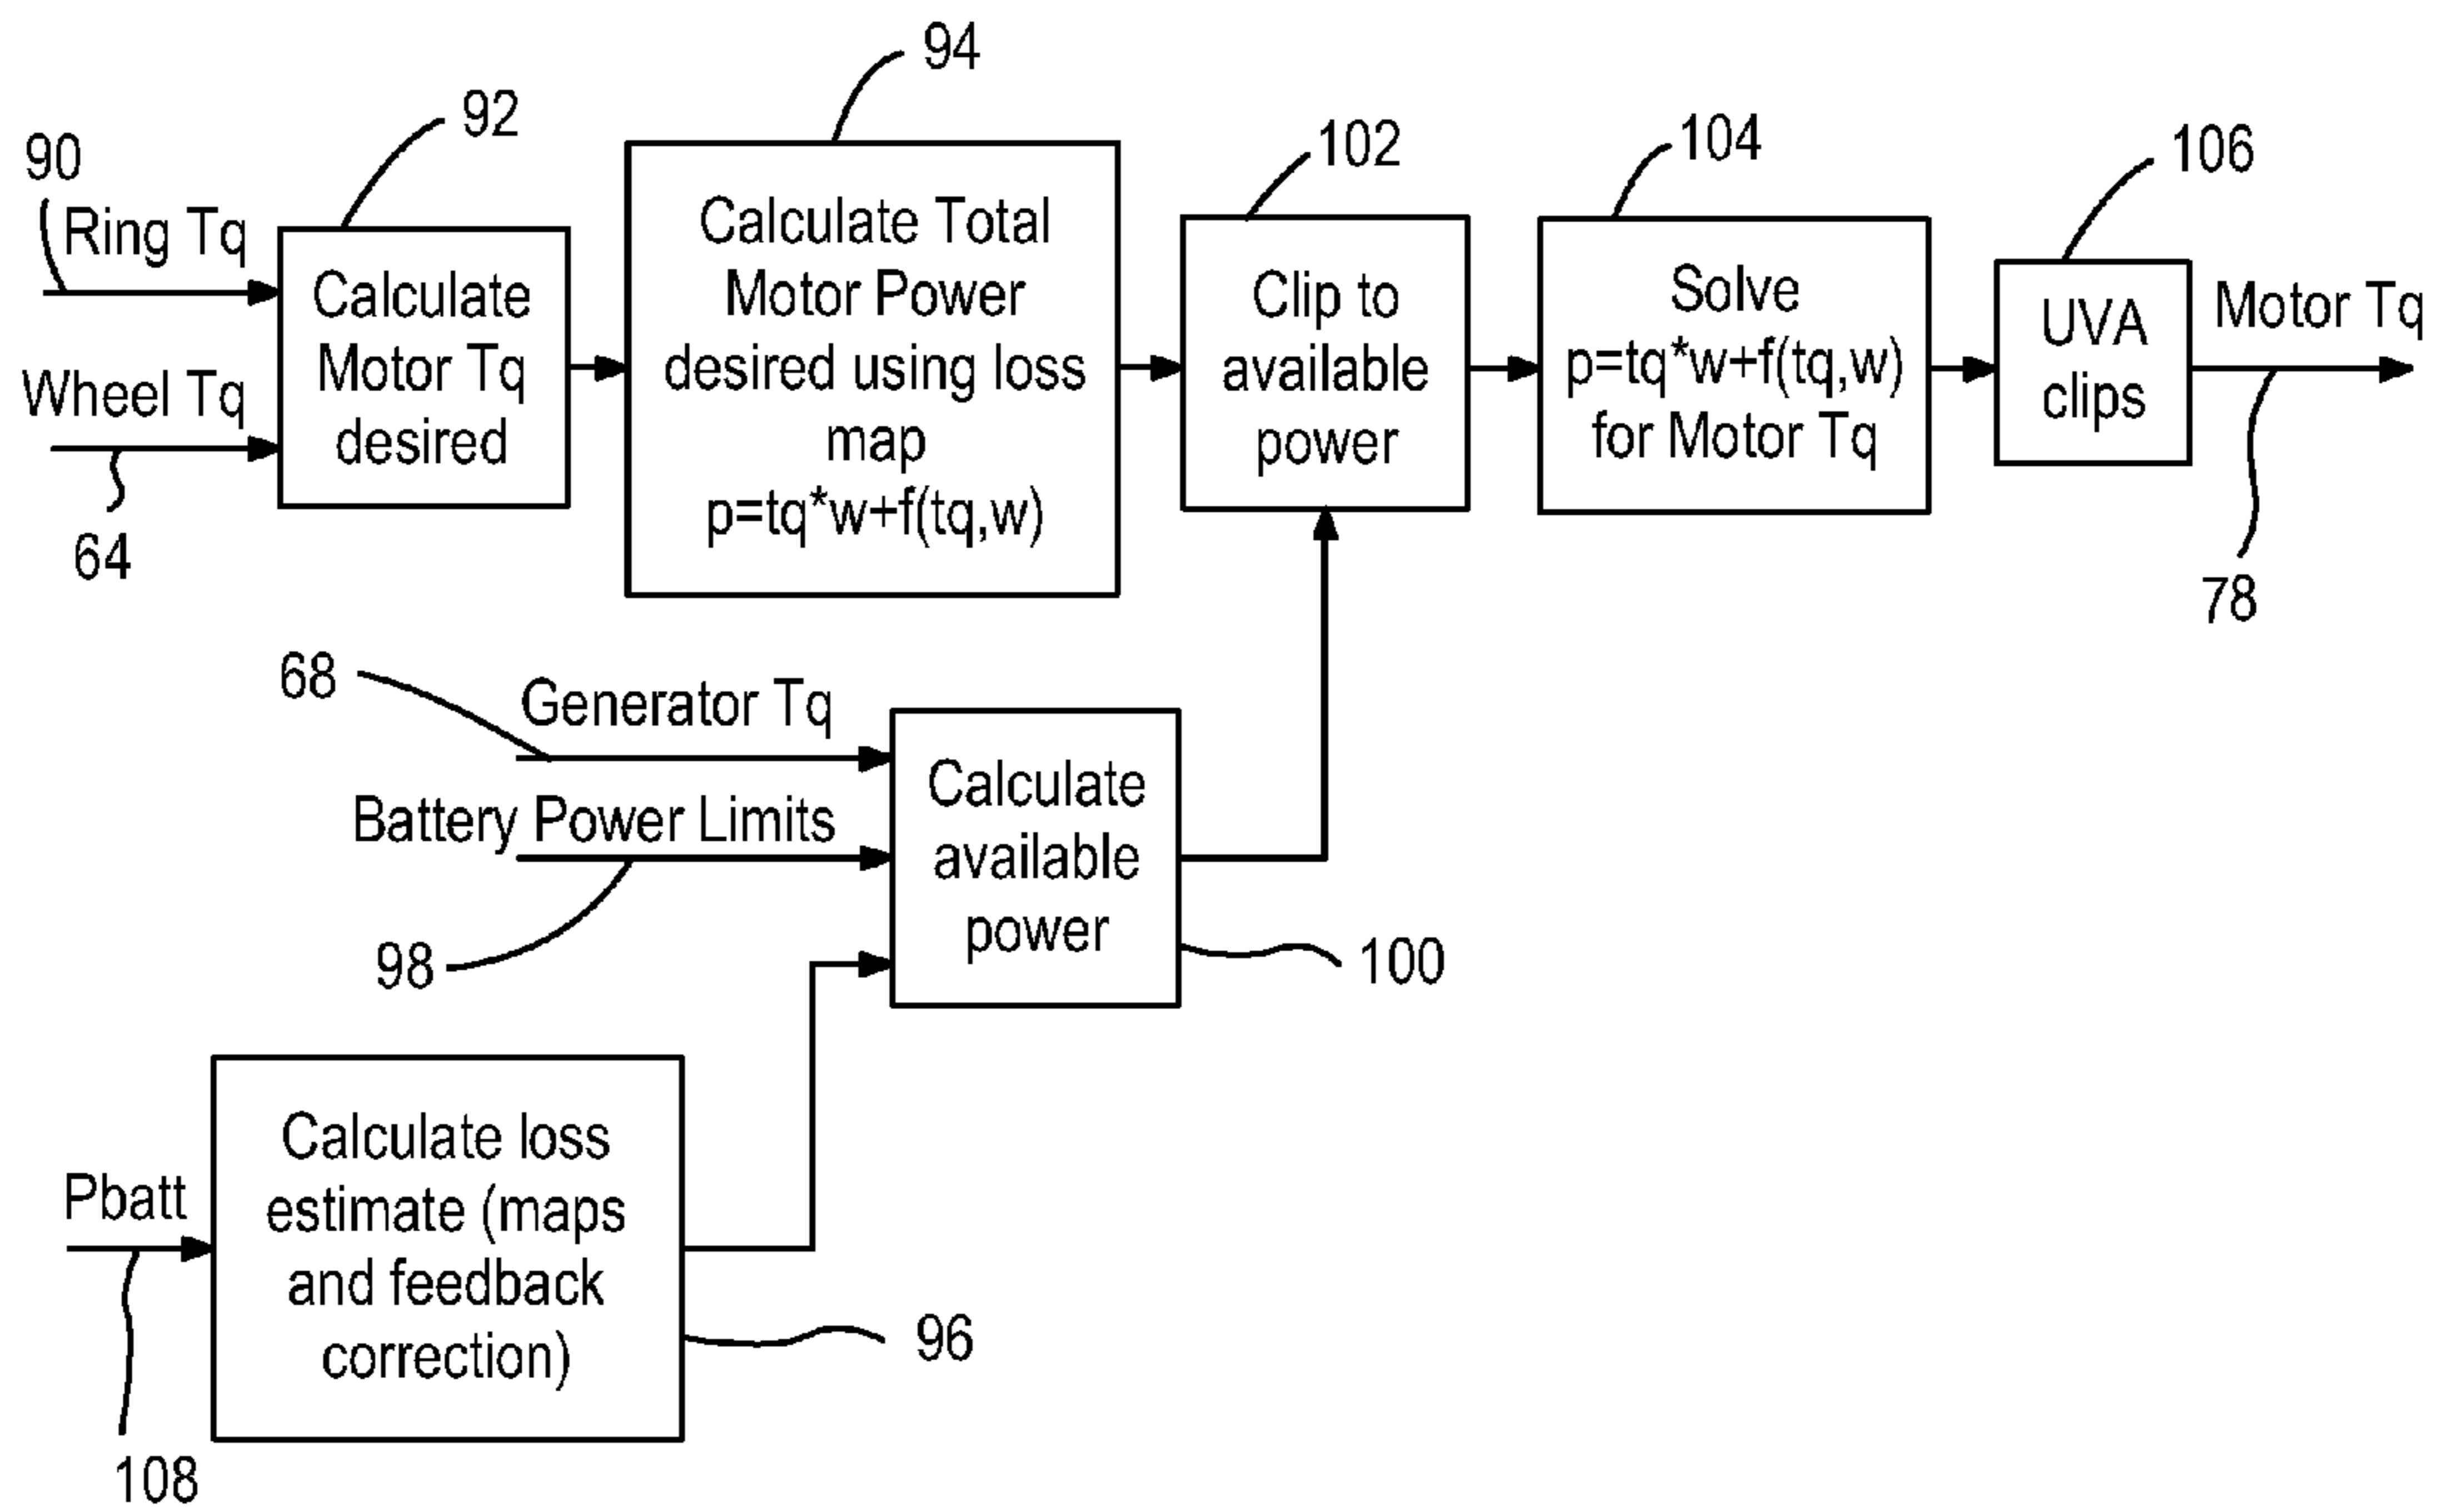 94
92
102
104
106
90
Ring Tq
Wheel Tq
64
Calculate
Motor Tq
desired
Calculate Total
Motor Power
desired using loss
map
p=tq*w+f(tq,w)
Clip to
available
power
Solve
p=tq*w+f(tq,w)
for Motor Tq
UVA
clips
Motor Tq
78
68
Generator Tq
Battery Power Limits
98
Calculate
available
power
100
Pbatt
108
Calculate loss
estimate (maps
and feedback
correction)
96